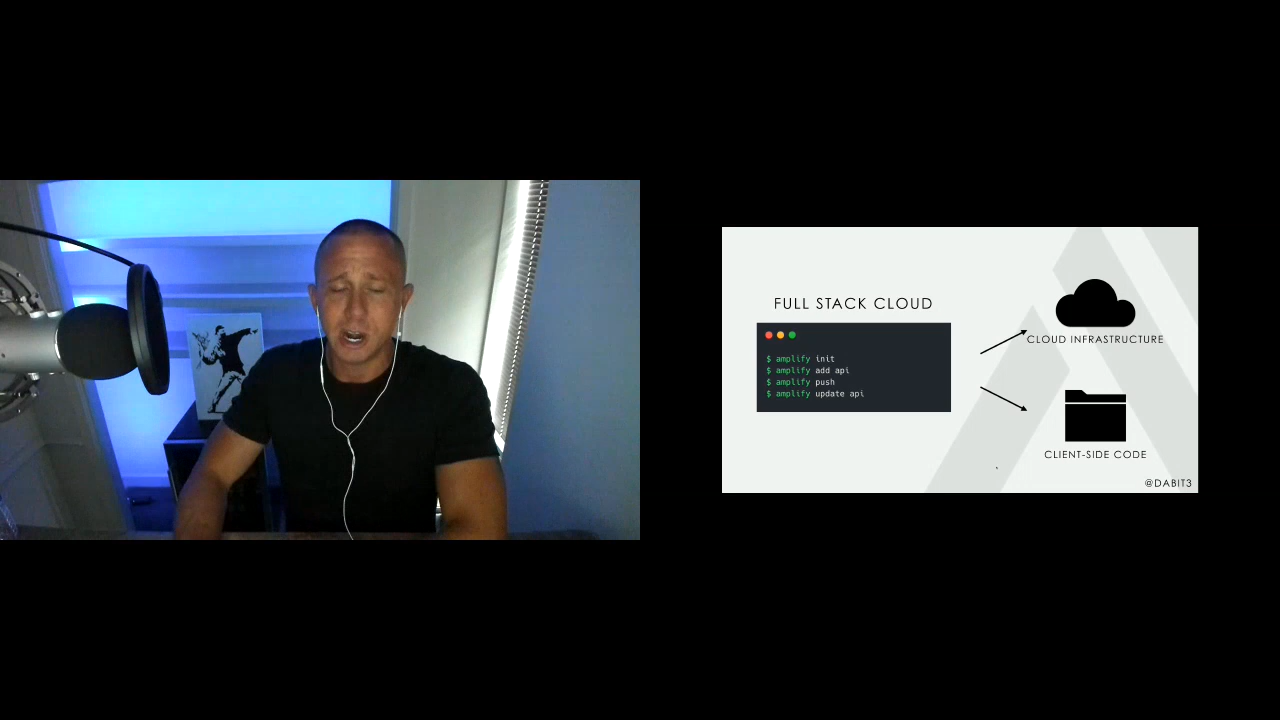 FULL STACK CLOUD
$ amplify init
$ amplify add api
$ amplify push
$ amplify update api
CLOUD INFRASTRUCTURE
CLIENT-SIDE CODE
@DABIT3